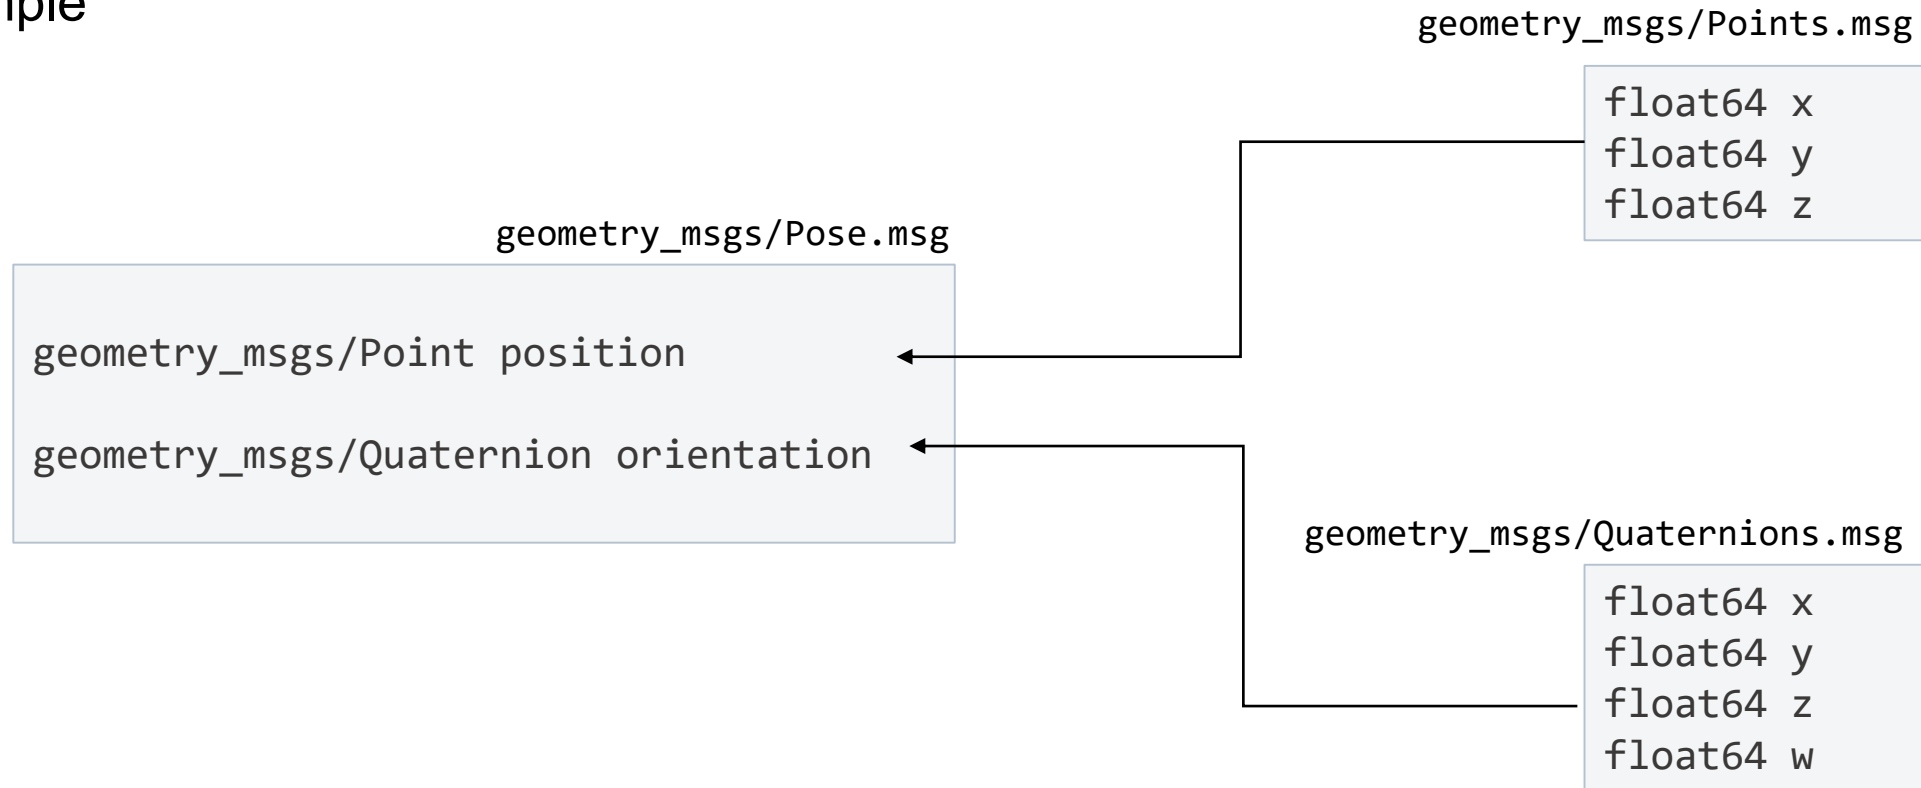 geometry_msgs/Points.msg
float64 x
float64 y
float64 z
geometry_msgs/Pose.msg
geometry_msgs/Point position
geometry_msgs/Quaternion orientation
geometry_msgs/Quaternions.msg
float64 x
float64 y
float64 z
float64 w